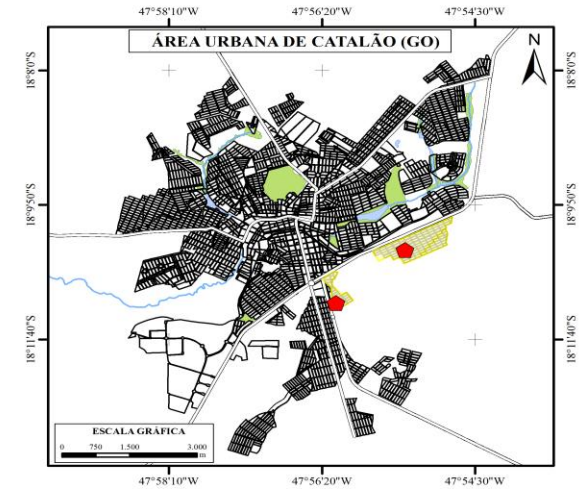 47°58'10"W 47°56'20"W 47°54'30"W
ÁREA URBANA DE CATALÃO (GO)
N
18°8'0"S 18°8'0"S
18°9'50"S 18°9'50"S
18°11'40"S 18°11'40"S
ESCALA GRÁFICA
0 750 1.500 3.000
m
47°58'10"W 47°56'20"W 47°54'30"W